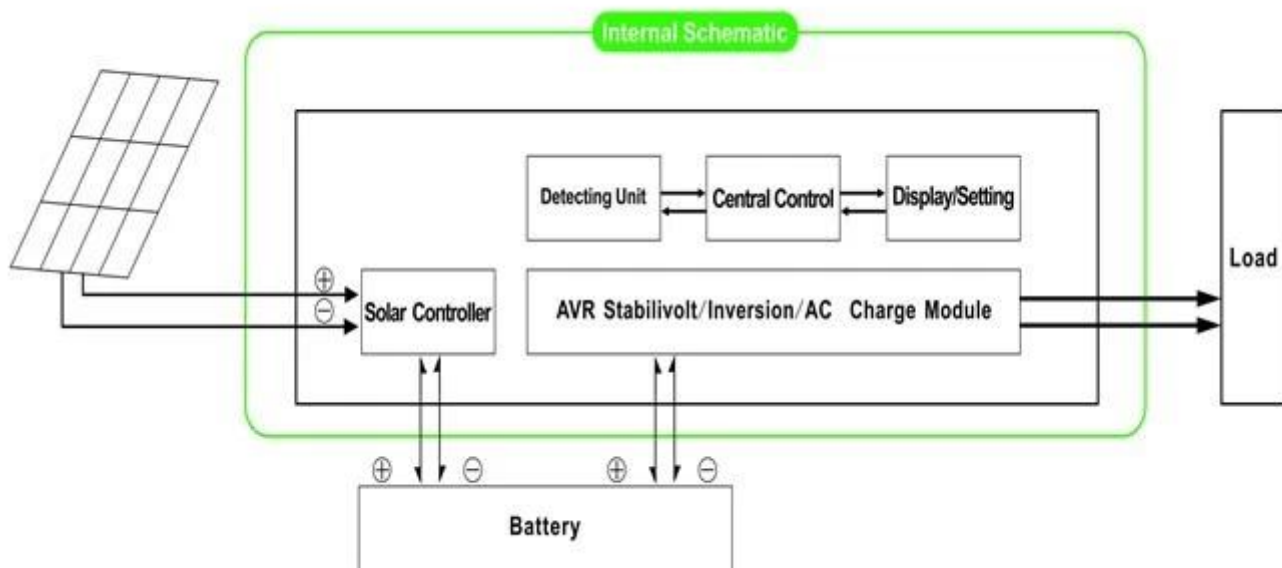 Internal Schematic
Detecting Unit
Central Control
Display/Setting
Load
⊕
⊖
Solar Controller
AVR Stabilivolt/Inversion/AC Charge Module
⊕ ⊖ ⊕ ⊖
Battery